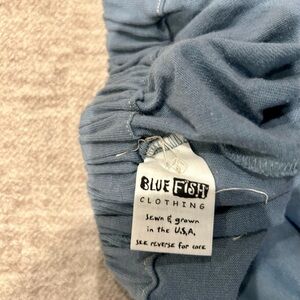 BLUE FISH
CLOTHING
Sewn & grown
in the U.S.A.
see reverse for care